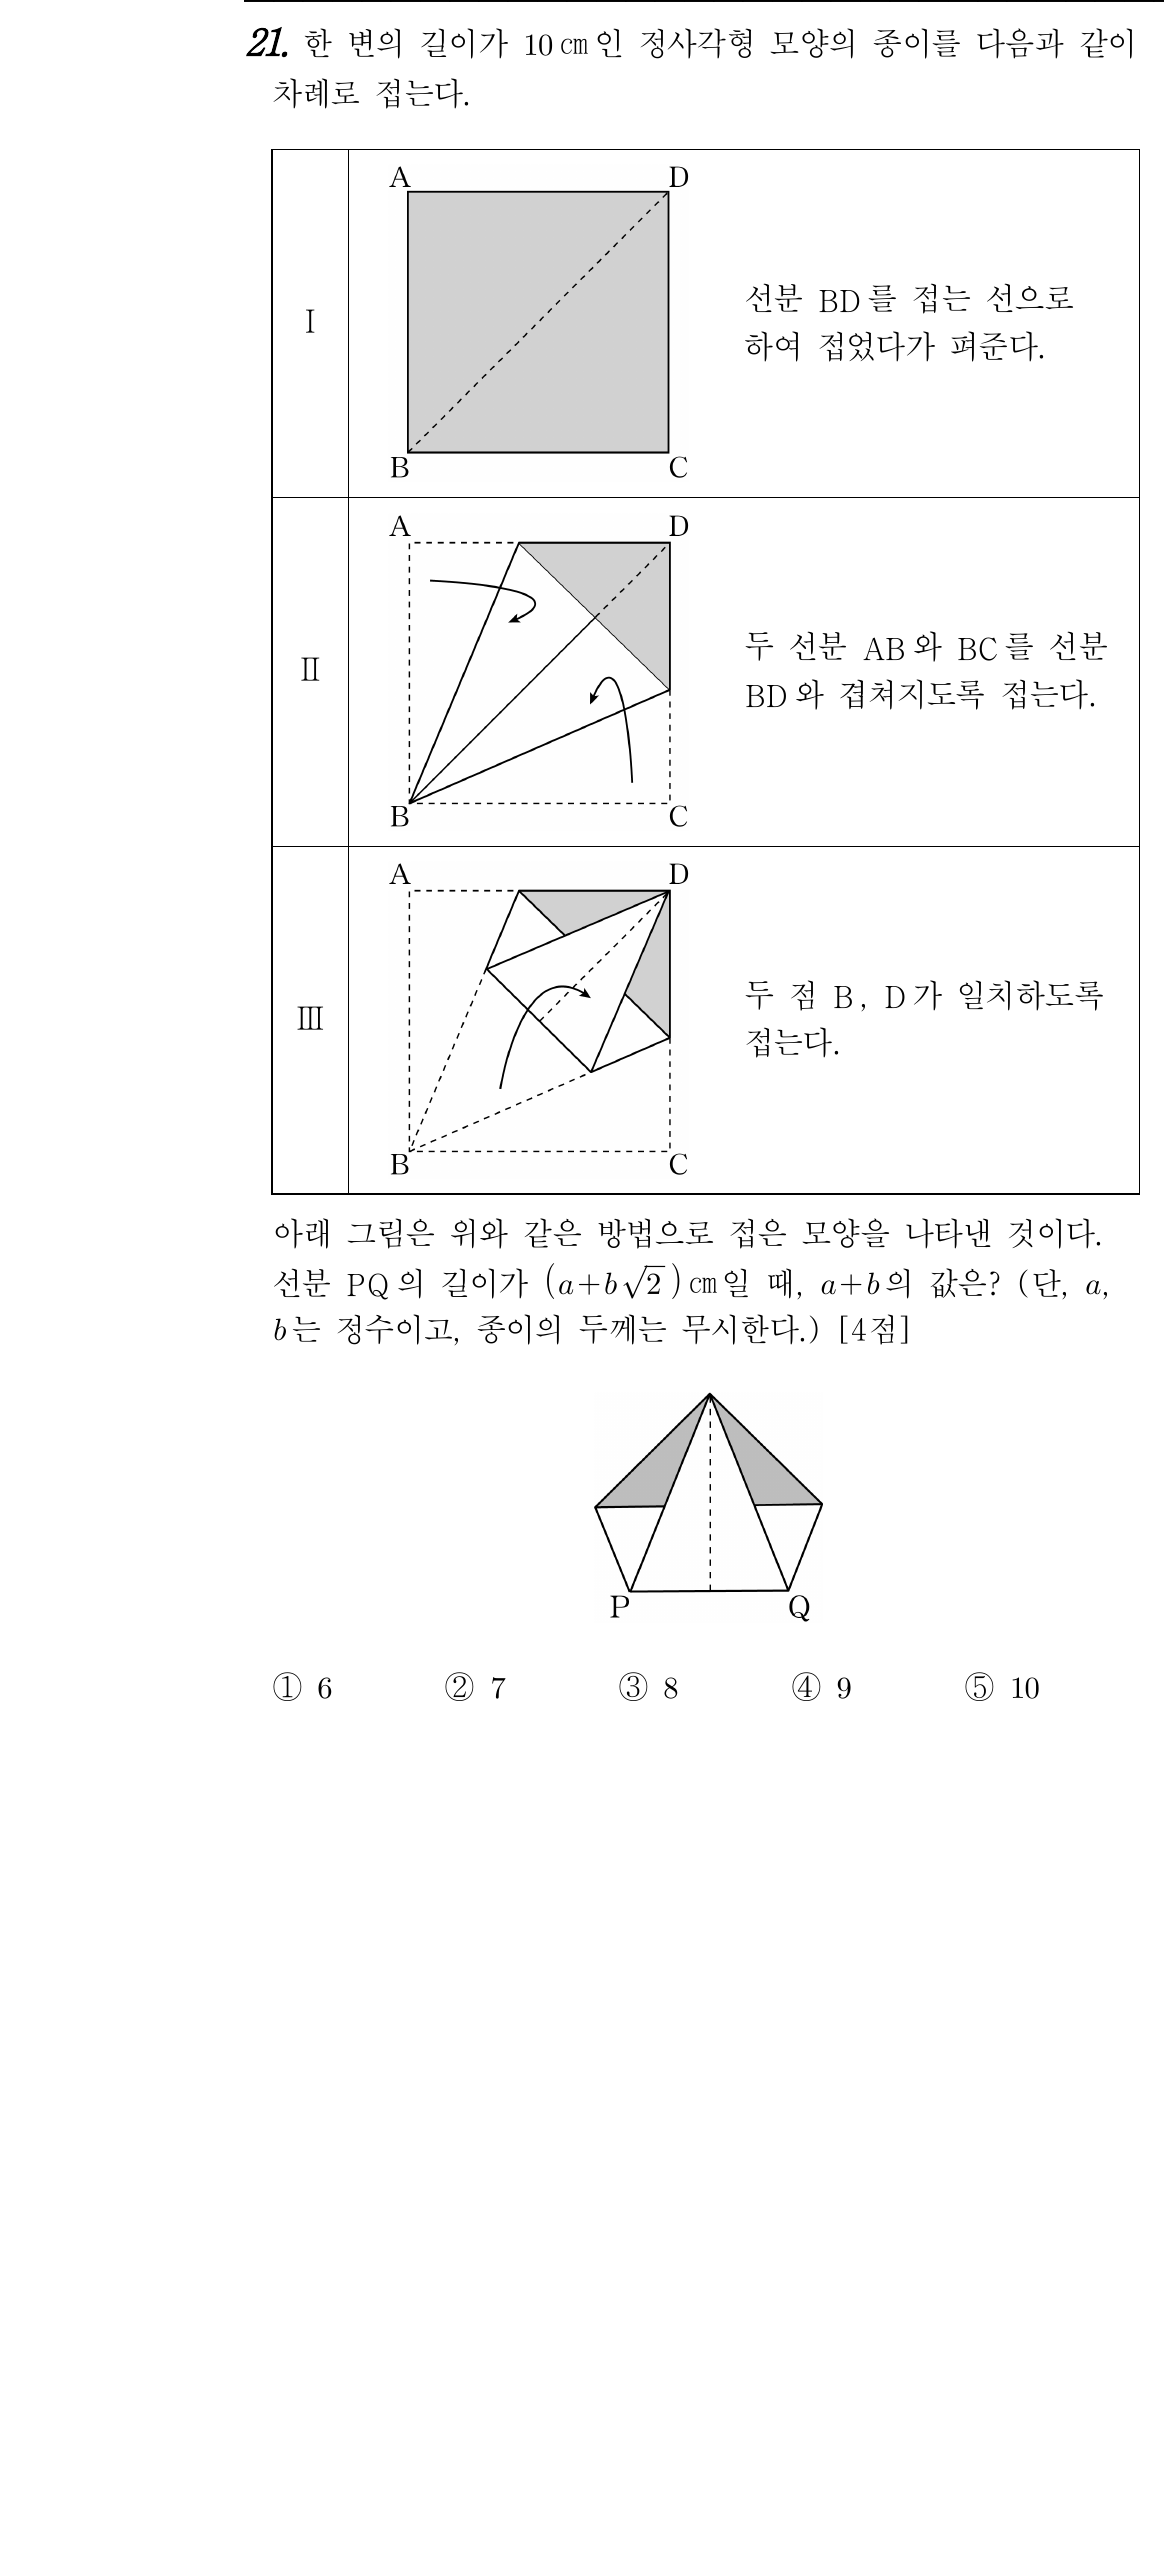 21. 한 변의 길이가 10㎝인 정사각형 모양의 종이를 다음과 같이
차례로 접는다.
A D
Ⅰ
선분 BD를 접는 선으로
하여 접었다가 펴준다.
B C
A D
Ⅱ
두 선분 AB와 BC를 선분
BD와 겹쳐지도록 접는다.
B C
A D
Ⅲ
두 점 B, D가 일치하도록
접는다.
B C
아래 그림은 위와 같은 방법으로 접은 모양을 나타낸 것이다.
선분 PQ의 길이가 (a+b√2)㎝일 때, a+b의 값은? (단, a,
b는 정수이고, 종이의 두께는 무시한다.) [4점]
P Q
① 6 ② 7 ③ 8 ④ 9 ⑤ 10